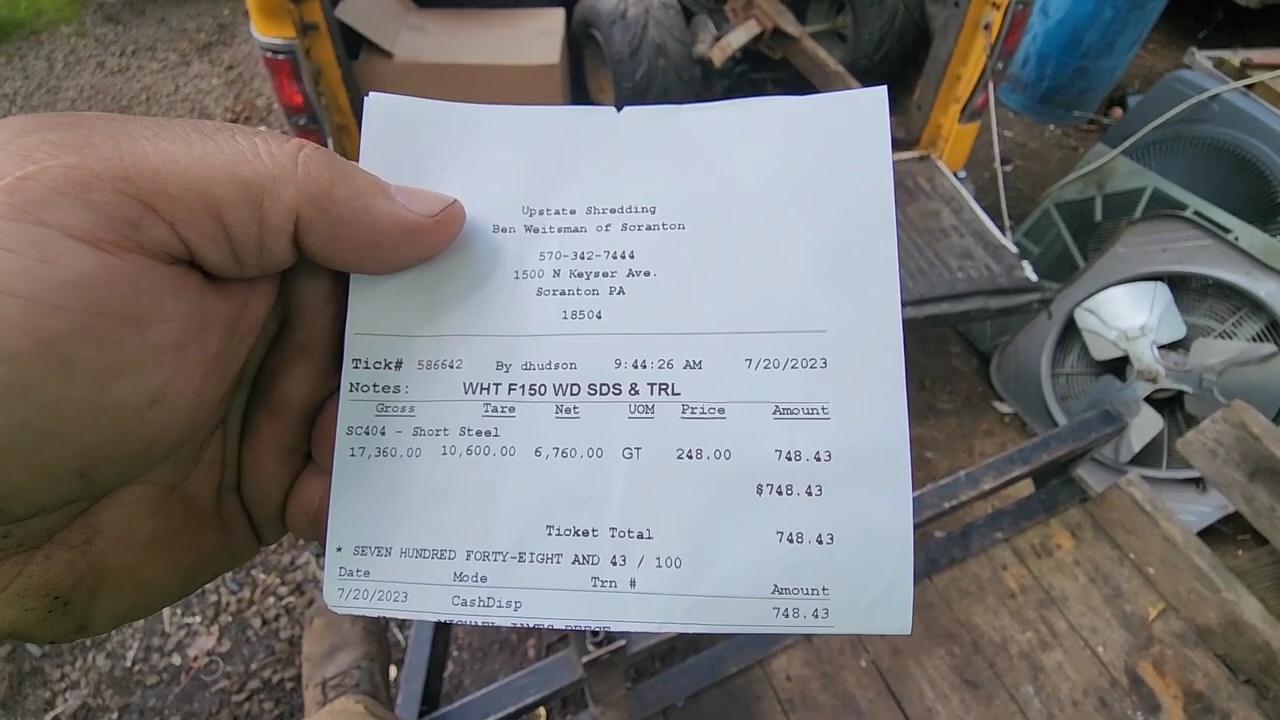 Upstate Shredding
Ben Weitsman of Scranton
570-342-7444
1500 N Keyser Ave.
Scranton PA
18504
Tick# 586642 By dhudson 9:44:26 AM 7/20/2023
Notes: WHT F150 WD SDS & TRL
Gross Tare Net UOM Price Amount
SC404 - Short Steel
17,360.00 10,600.00 6,760.00 GT 248.00 748.43
$748.43
Ticket Total 748.43
* SEVEN HUNDRED FORTY-EIGHT AND 43 / 100
Date Mode Trn # Amount
7/20/2023 CashDisp 748.43
MICHAEL JAMES